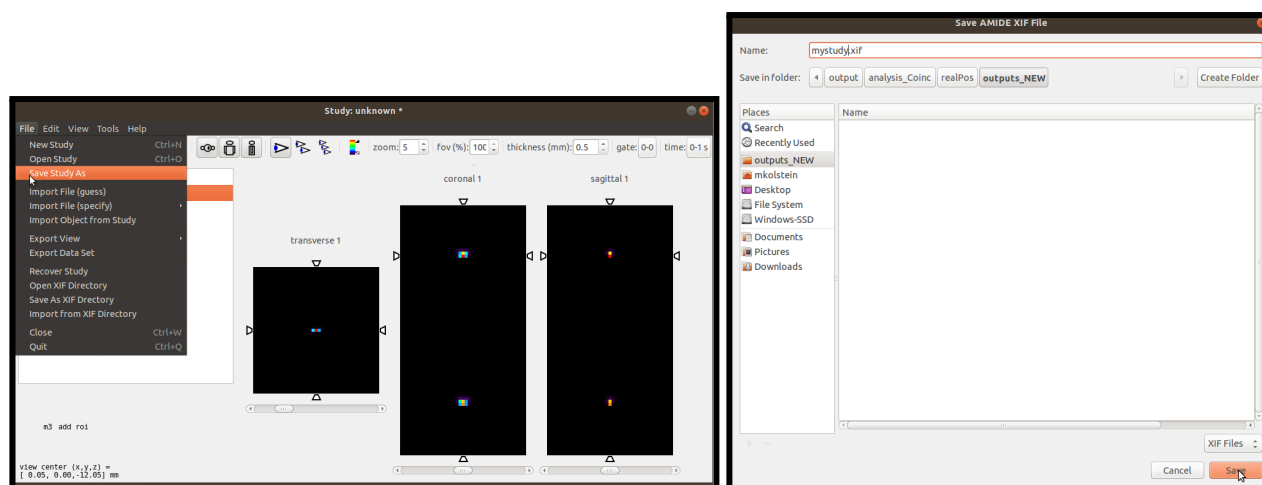 Study: unknown *
File Edit View Tools Help
New Study Ctrl+N
Open Study Ctrl+O
Save Study As
Import File (guess)
Import File (specify)
Import Object from Study
Export View
Export Data Set
Recover Study
Open XIF Directory
Save As XIF Drectory
Import from XIF Directory
Close Ctrl+W
Quit Ctrl+Q
zoom: 5 fov (%): 100 thickness (mm): 0.5 gate: 0-0 time: 0-1 s
coronal 1 sagittal 1
transverse 1
m3 add roi
view center (x,y,z) =
[ 0.05, 0.00,-12.05] mm
Save AMIDE XIF File
Name: mystudy.xif
Save in folder: output analysis_Coinc realPos outputs_NEW Create Folder
Places Name
Search
Recently Used
outputs_NEW
mkolstein
Desktop
File System
Windows-SSD
Documents
Pictures
Downloads
XIF Files
Cancel Save